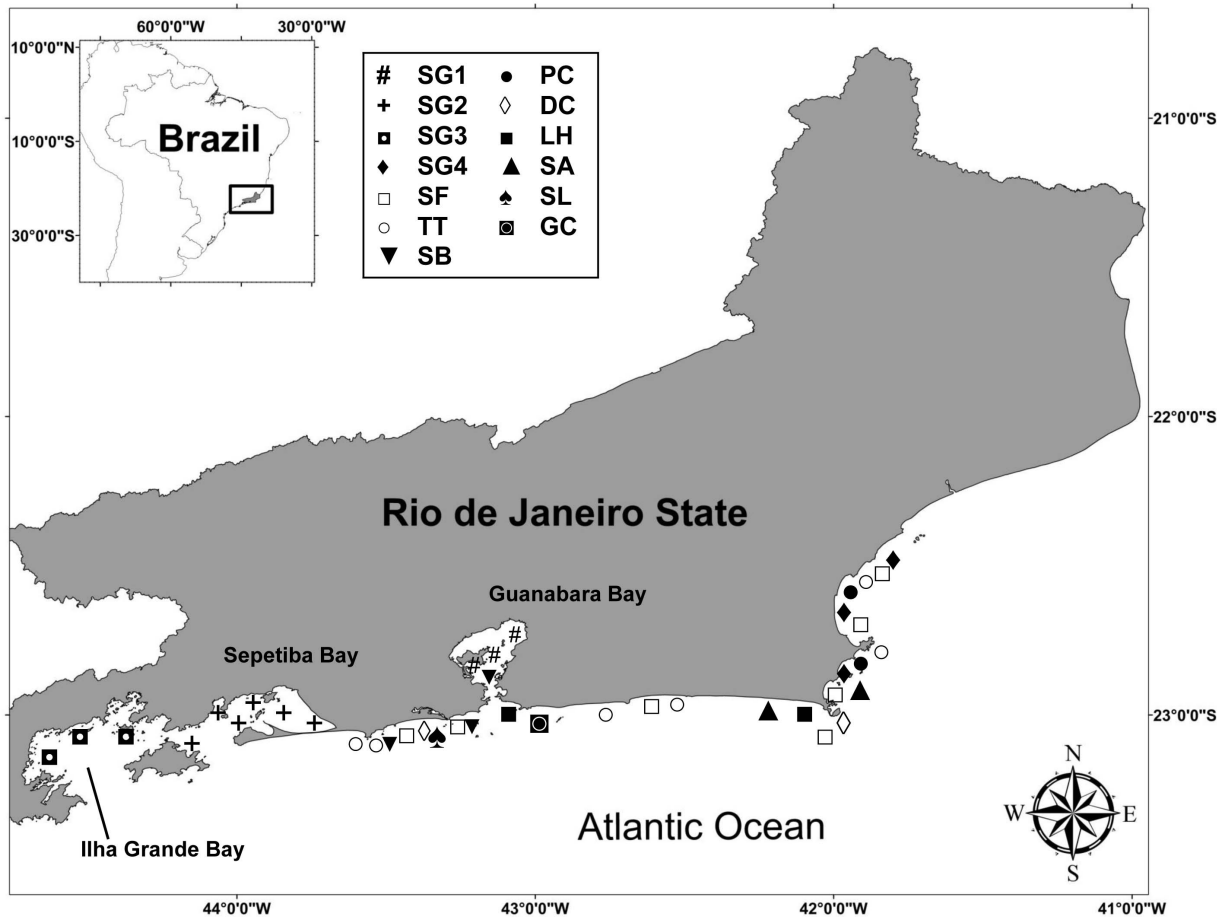 60°0'0"W 30°0'0"W
10°0'0"N
10°0'0"S
30°0'0"S
Brazil
# SG1 PC
+ SG2 DC
SG3 LH
SG4 SA
SF SL
TT GC
SB
21°0'0"S
22°0'0"S
23°0'0"S
Rio de Janeiro State
Guanabara Bay
Sepetiba Bay
Ilha Grande Bay
Atlantic Ocean
N
W E
S
44°0'0"W 43°0'0"W 42°0'0"W 41°0'0"W